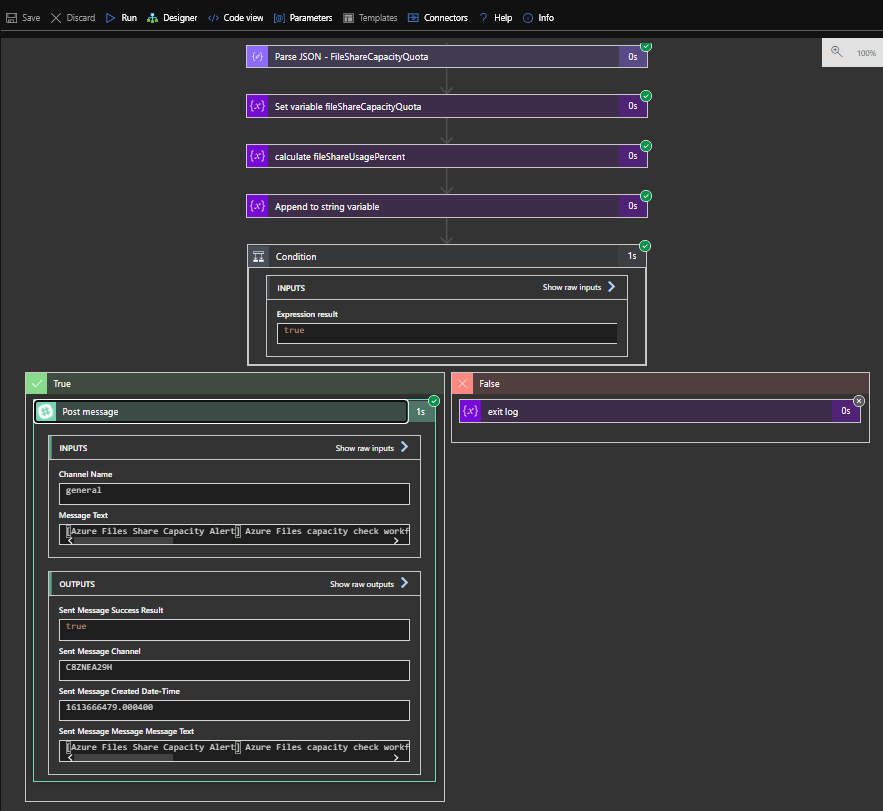 Save Discard Run Designer Code view Parameters Templates Connectors ? Help Info
100%
Parse JSON - FileShareCapacityQuota 0s
{x} Set variable fileShareCapacityQuota 0s
{x} calculate fileShareUsagePercent 0s
{x} Append to string variable 0s
Condition 1s
INPUTS Show raw inputs
Expression result
true
True
Post message 1s
INPUTS Show raw inputs
Channel Name
general
Message Text
[Azure Files Share Capacity Alert] Azure Files capacity check workf
OUTPUTS Show raw outputs
Sent Message Success Result
true
Sent Message Channel
C8ZNEA29H
Sent Message Created Date-Time
1613666479.000400
Sent Message Message Message Text
[Azure Files Share Capacity Alert] Azure Files capacity check workf
False
{x} exit log 0s